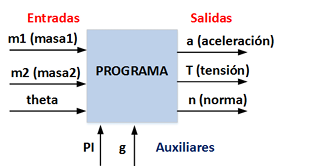 Entradas
Salidas
m1 (masa1)
a (aceleración)
m2 (masa2)
PROGRAMA
T (tensión)
theta
n (norma)
PI
g
Auxiliares